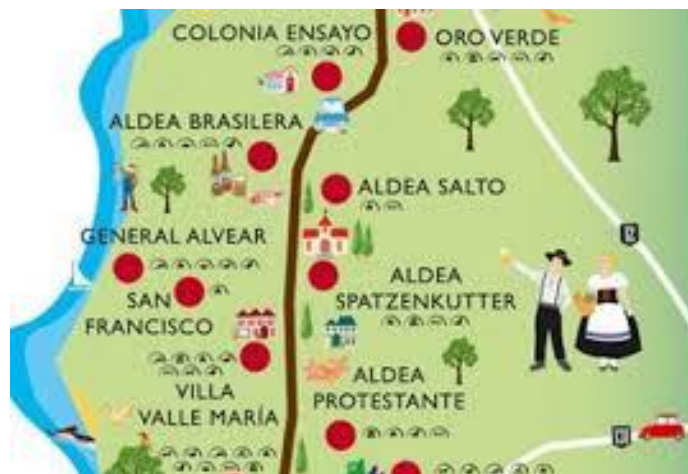 COLONIA ENSAYO
ORO VERDE
ALDEA BRASILERA
ALDEA SALTO
GENERAL ALVEAR
SAN
FRANCISCO
ALDEA
SPATZENKUTTER
ALDEA
PROTESTANTE
VILLA
VALLE MARÍA